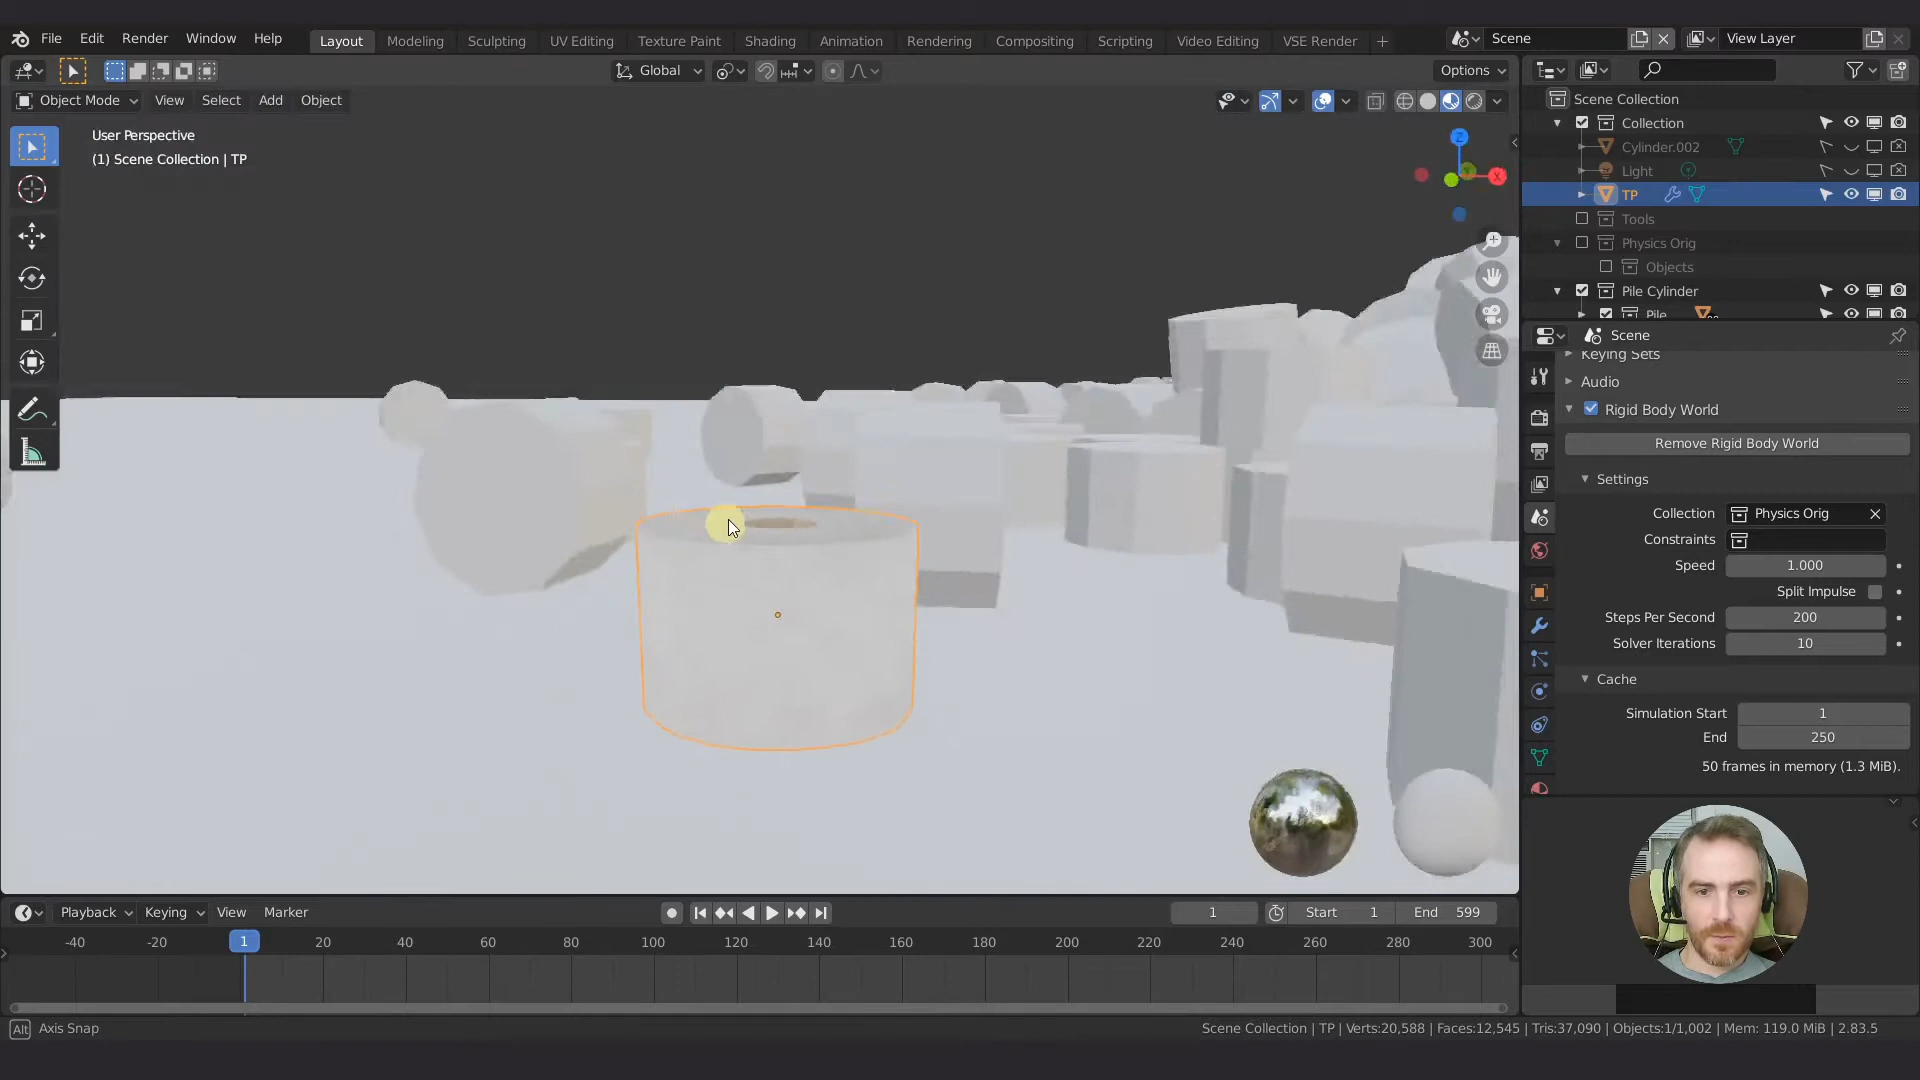 File Edit Render Window Help Layout Modeling Sculpting UV Editing Texture Paint Shading Animation Rendering Compositing Scripting Video Editing VSE Render Scene View Layer
Global Options
Object Mode View Select Add Object
User Perspective
(1) Scene Collection | TP
Z
X
Scene Collection
Collection
Cylinder.002
Light
TP
Tools
Physics Orig
Objects
Pile Cylinder
Pile
Scene
Keying Sets
Audio
Rigid Body World
Remove Rigid Body World
Settings
Collection Physics Orig
Constraints
Speed 1.000
Split Impulse
Steps Per Second 200
Solver Iterations 10
Cache
Simulation Start 1
End 250
50 frames in memory (1.3 MiB).
Playback Keying View Marker 1 Start 1 End 599
-40 -20 1 20 40 60 80 100 120 140 160 180 200 220 240 260 280 300
Alt Axis Snap
Scene Collection | TP | Verts:20,588 | Faces:12,545 | Tris:37,090 | Objects:1/1,002 | Mem: 119.0 MiB | 2.83.5